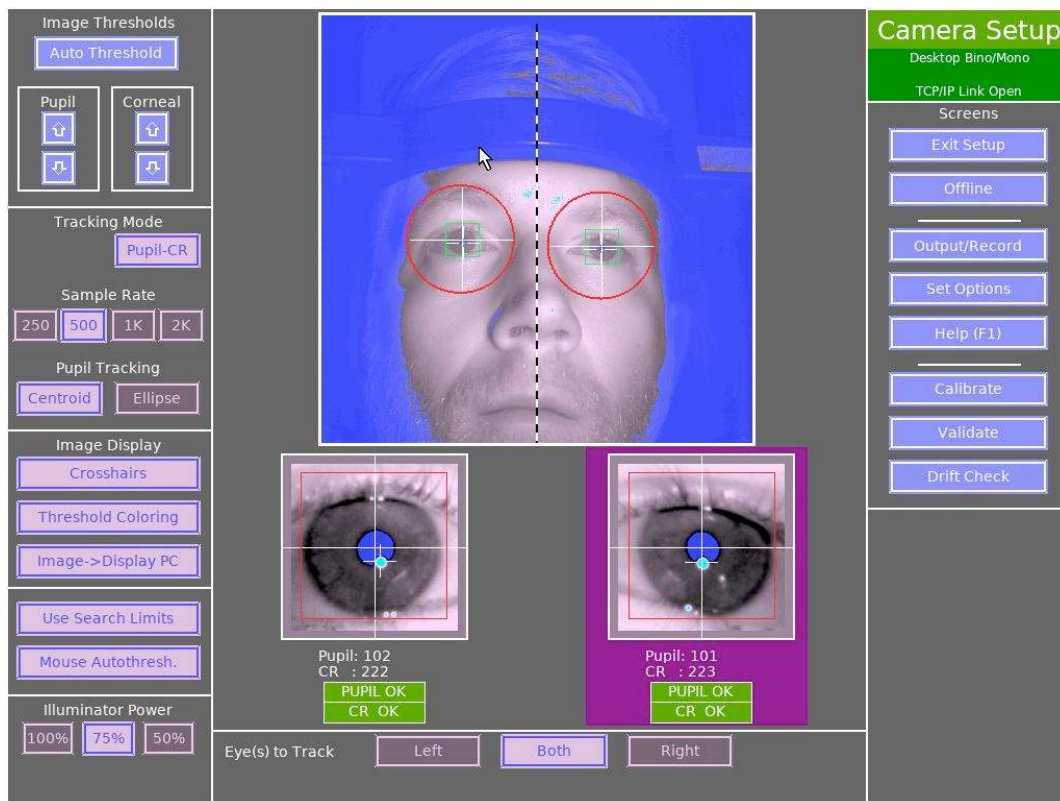 Image Thresholds
Auto Threshold
Pupil
Corneal
Tracking Mode
Pupil-CR
Sample Rate
250 500 1K 2K
Pupil Tracking
Centroid Ellipse
Image Display
Crosshairs
Threshold Coloring
Image->Display PC
Use Search Limits
Mouse Autothresh.
Illuminator Power
100% 75% 50%
Pupil: 102
CR : 222
PUPIL OK
CR OK
Pupil: 101
CR : 223
PUPIL OK
CR OK
Eye(s) to Track Left Both Right
Camera Setup
Desktop Bino/Mono
TCP/IP Link Open
Screens
Exit Setup
Offline
Output/Record
Set Options
Help (F1)
Calibrate
Validate
Drift Check